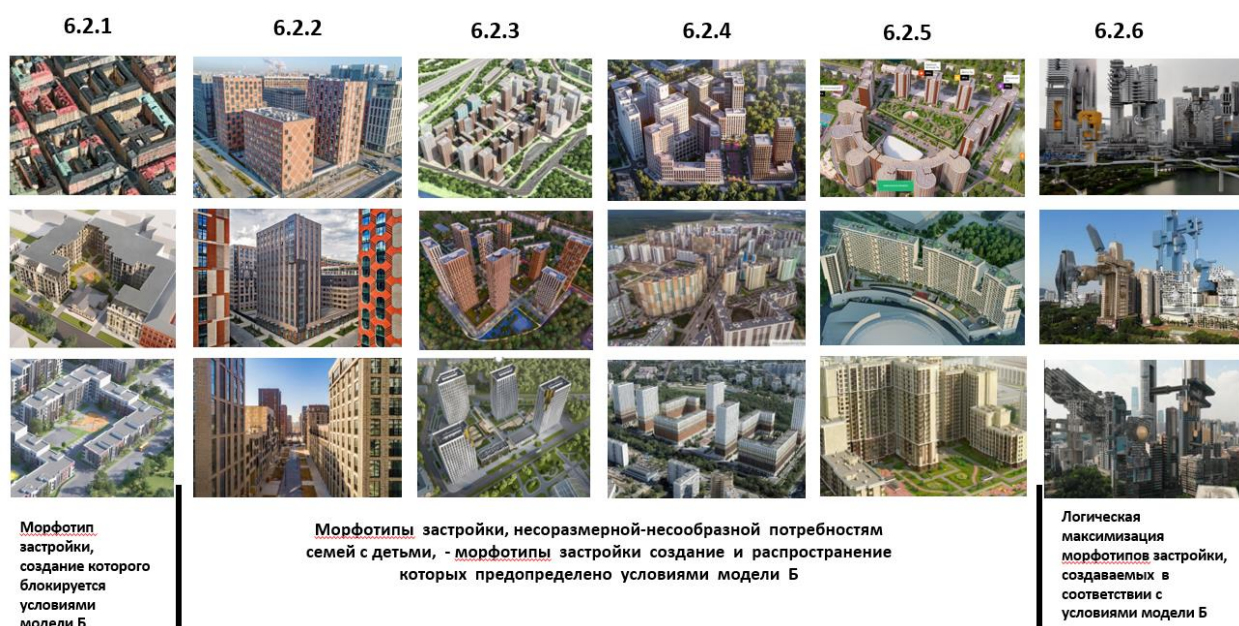 6.2.1
6.2.2
6.2.3
6.2.4
6.2.5
6.2.6
Морфотип
застройки,
создание которого
блокируется
условиями
модели Б
Морфотипы застройки, несоразмерной-несообразной потребностям
семей с детьми, - морфотипы застройки создание и распространение
которых предопределено условиями модели Б
Логическая
максимизация
морфотипов застройки,
создаваемых в
соответствии с
условиями модели Б